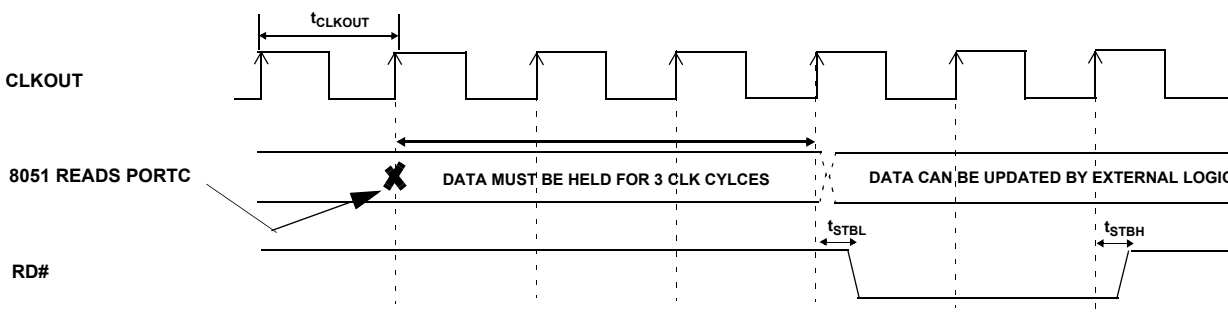 tCLKOUT
CLKOUT
8051 READS PORTC
DATA MUST BE HELD FOR 3 CLK CYLCES
DATA CAN BE UPDATED BY EXTERNAL LOGIC
tSTBL
tSTBH
RD#